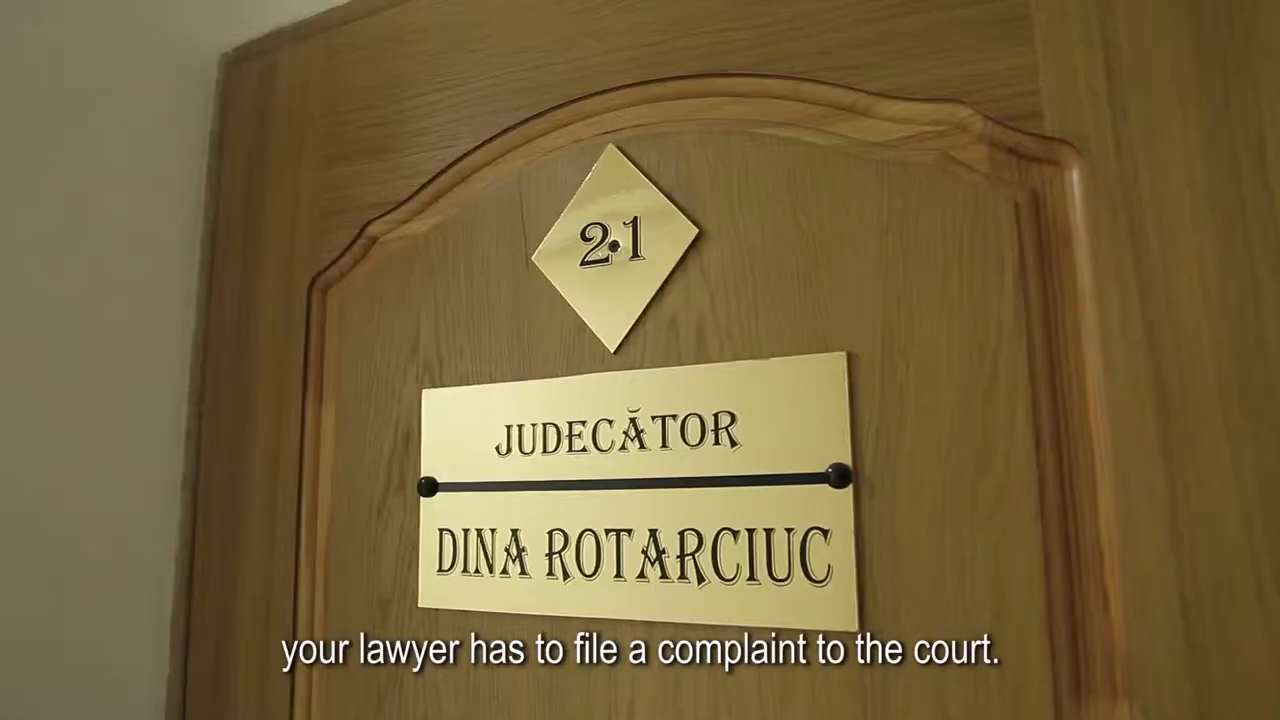 21
JUDECĂTOR
DINA ROTARCIUC
your lawyer has to file a complaint to the court.